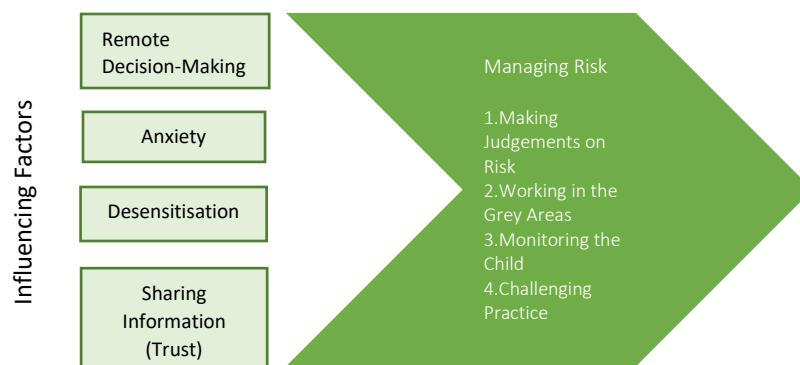 Influencing Factors
Remote
Decision-Making
Anxiety
Desensitisation
Sharing
Information
(Trust)
Managing Risk
1.Making
Judgements on
Risk
2.Working in the
Grey Areas
3.Monitoring the
Child
4.Challenging
Practice